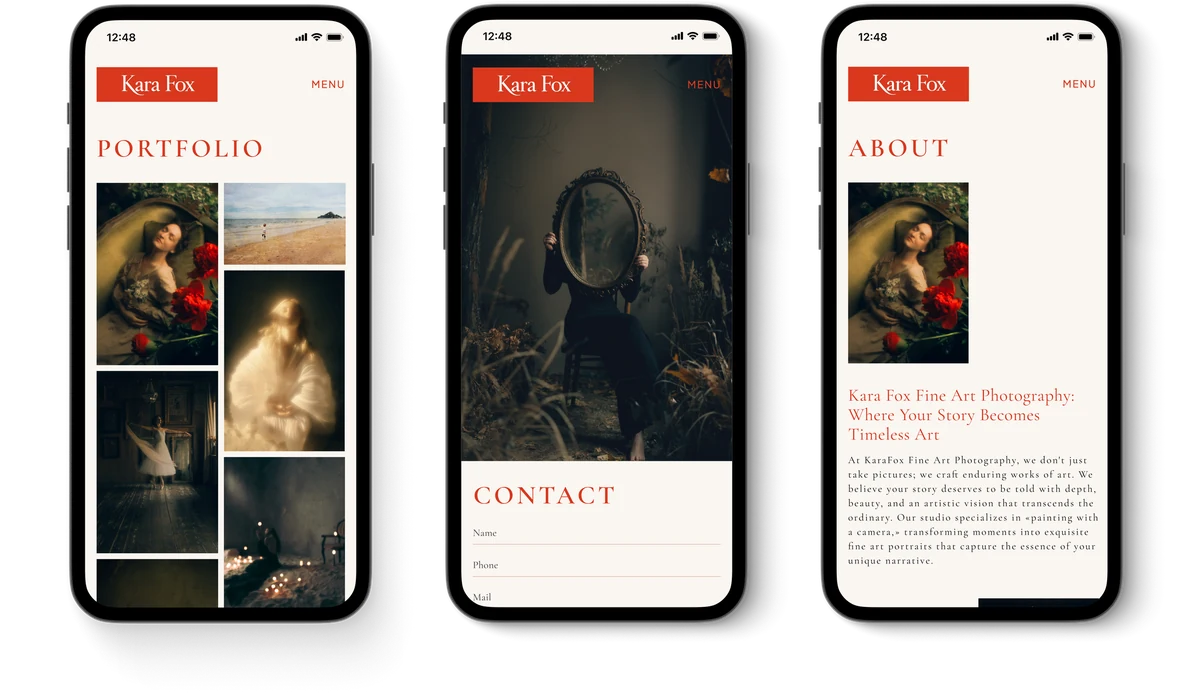 12:48
Kara Fox
MENU
PORTFOLIO
12:48
Kara Fox
MENU
CONTACT
Name
Phone
Mail
12:48
Kara Fox
MENU
ABOUT
Kara Fox Fine Art Photography:
Where Your Story Becomes
Timeless Art
At KaraFox Fine Art Photography, we don't just
take pictures; we craft enduring works of art. We
believe your story deserves to be told with depth,
beauty, and an artistic vision that transcends the
ordinary. Our studio specializes in «painting with
a camera,» transforming moments into exquisite
fine art portraits that capture the essence of your
unique narrative.